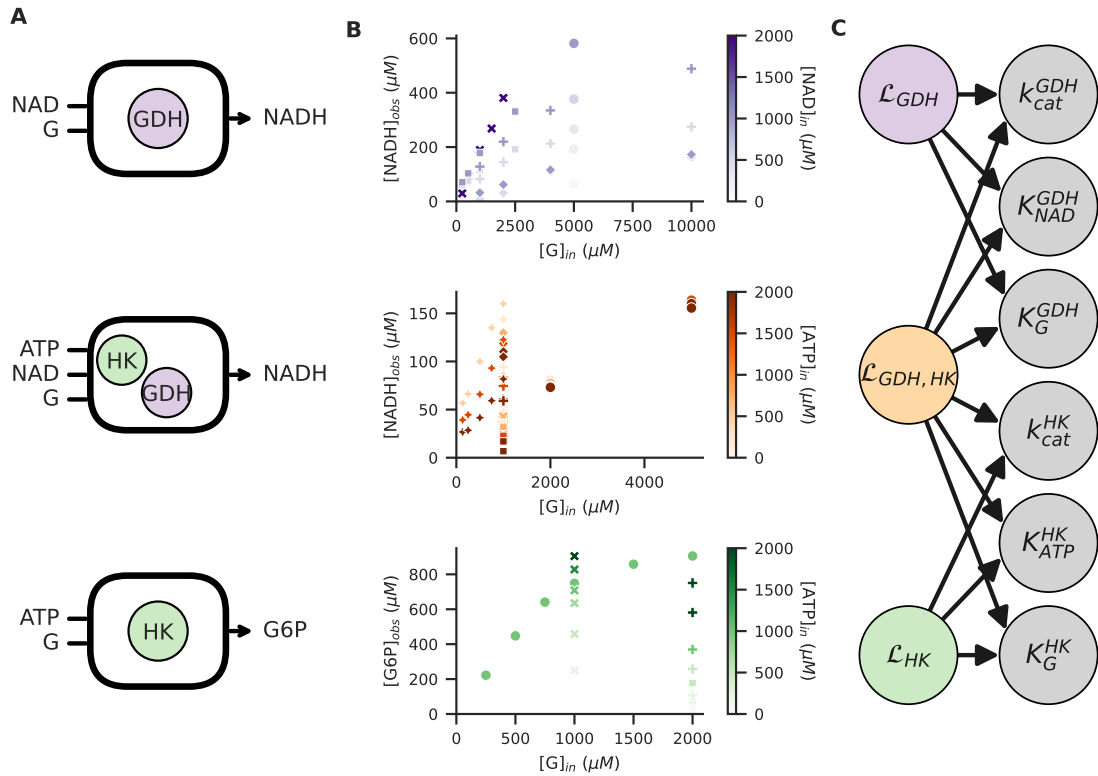 A
NAD
G
GDH
NADH
ATP
NAD
G
HK
GDH
NADH
ATP
G
HK
G6P
B
[NADH]obs (μM)
600
400
200
0
0 2500 5000 7500 10000
[G]in (μM)
2000
1500
1000
500
0
[NAD]in (μM)
[NADH]obs (μM)
150
100
50
0
0 2000 4000
[G]in (μM)
2000
1500
1000
500
0
[ATP]in (μM)
[G6P]obs (μM)
800
600
400
200
0
0 500 1000 1500 2000
[G]in (μM)
2000
1500
1000
500
0
[ATP]in (μM)
C
ℒGDH
ℒGDH, HK
ℒHK
kcatGDH
KNADGDH
KGGDH
kcatHK
KATPHK
KGHK